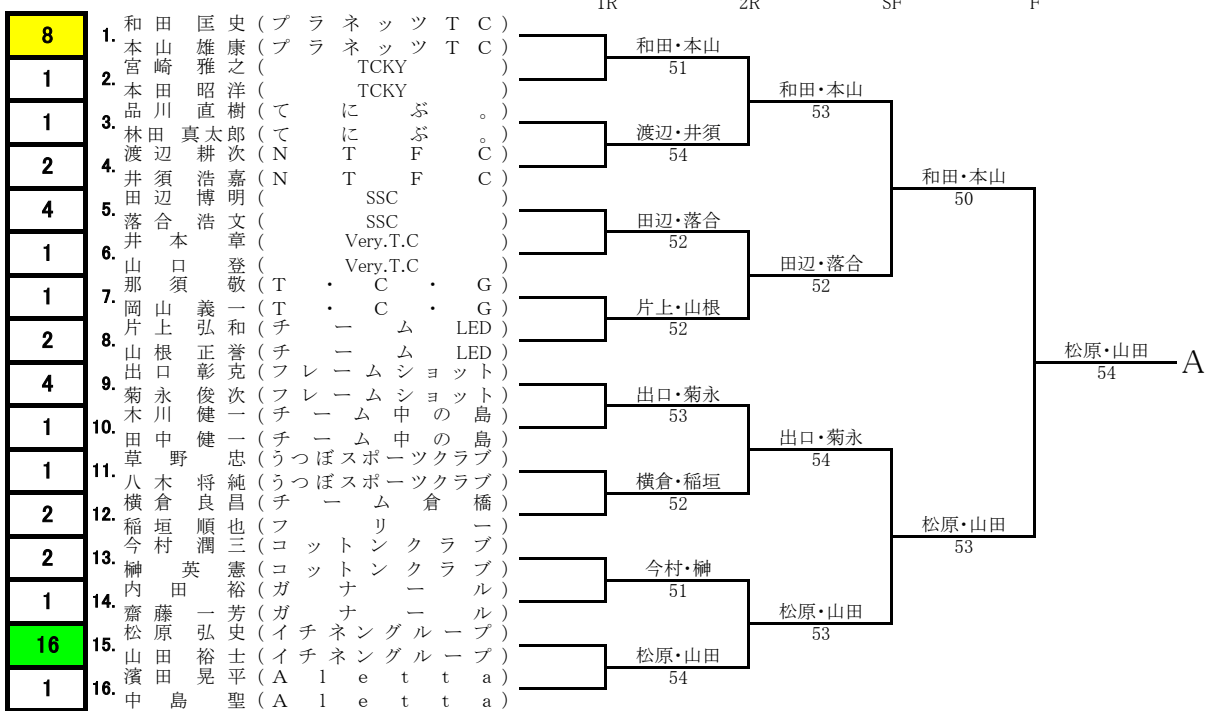 1R 2R SF F
8 1. 和田 匡史(プラネッツTC)
本山 雄康(プラネッツTC)
1 2. 宮崎 雅之(TCKY)
本田 昭洋(TCKY)
1 3. 品川 直樹(てにぶ。)
林田 真太郎(てにぶ。)
2 4. 渡辺 耕次(NTFC)
井須 浩嘉(NTFC)
4 5. 田辺 博明(SSC)
落合 浩文(SSC)
1 6. 井本 章(Very.T.C)
山口 登(Very.T.C)
1 7. 那須 敬(T・C・G)
岡山 義一(T・C・G)
2 8. 片上 弘和(チームLED)
山根 正誉(チームLED)
4 9. 出口 彰克(フレームショット)
菊永 俊次(フレームショット)
1 10. 木川 健一(チーム中の島)
田中 健一(チーム中の島)
1 11. 草野 忠(うつぼスポーツクラブ)
八木 将純(うつぼスポーツクラブ)
2 12. 横倉 良昌(チーム倉橋)
稲垣 順也(フリー)
2 13. 今村 潤三(コットンクラブ)
榊 英憲(コットンクラブ)
1 14. 内田 裕(ガナール)
齋藤 一芳(ガナール)
16 15. 松原 弘史(イチネングループ)
山田 裕士(イチネングループ)
1 16. 濱田 晃平(Aletta)
中島 聖(Aletta)
和田・本山
51
渡辺・井須
54
田辺・落合
52
片上・山根
52
出口・菊永
53
横倉・稲垣
52
今村・榊
51
松原・山田
54
和田・本山
53
田辺・落合
52
出口・菊永
54
松原・山田
53
和田・本山
50
松原・山田
53
松原・山田
54
A